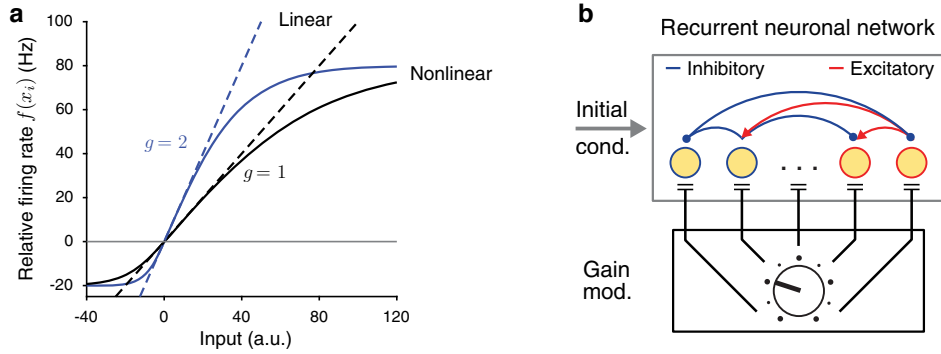 a
Linear
Nonlinear
g = 2
g = 1
Relative firing rate f(x_i) (Hz)
100
80
60
40
20
0
-20
-40 0 40 80 120
Input (a.u.)
b
Recurrent neuronal network
Inhibitory Excitatory
Initial
cond.
. . .
Gain
mod.